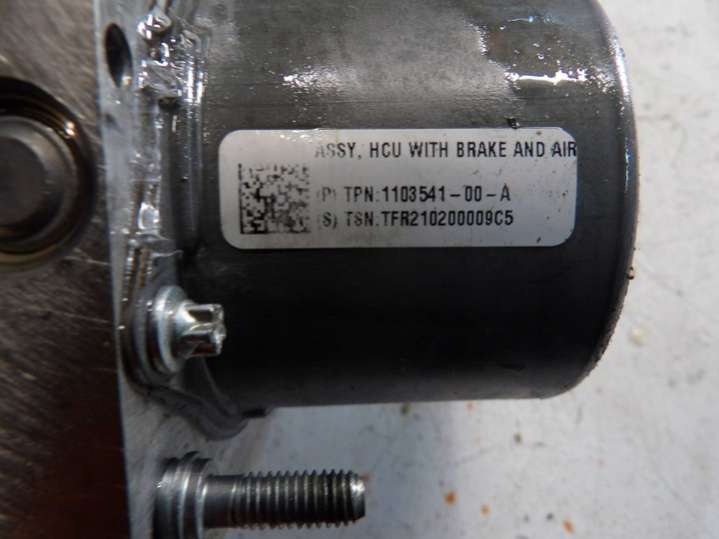 ASSY, HCU WITH BRAKE AND AIR
(P) TPN:1103541-00-A
(S) TSN:TFR210200009C5